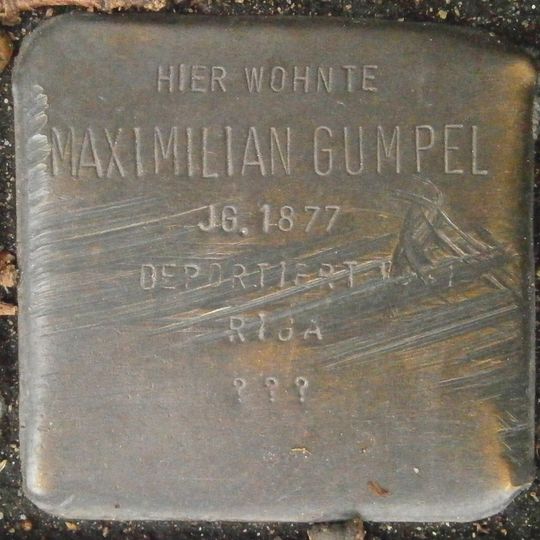 HIER WOHNTE
MAXIMILIAN GUMPEL
JG. 1877
DEPORTIERT
RIGA
? ? ?